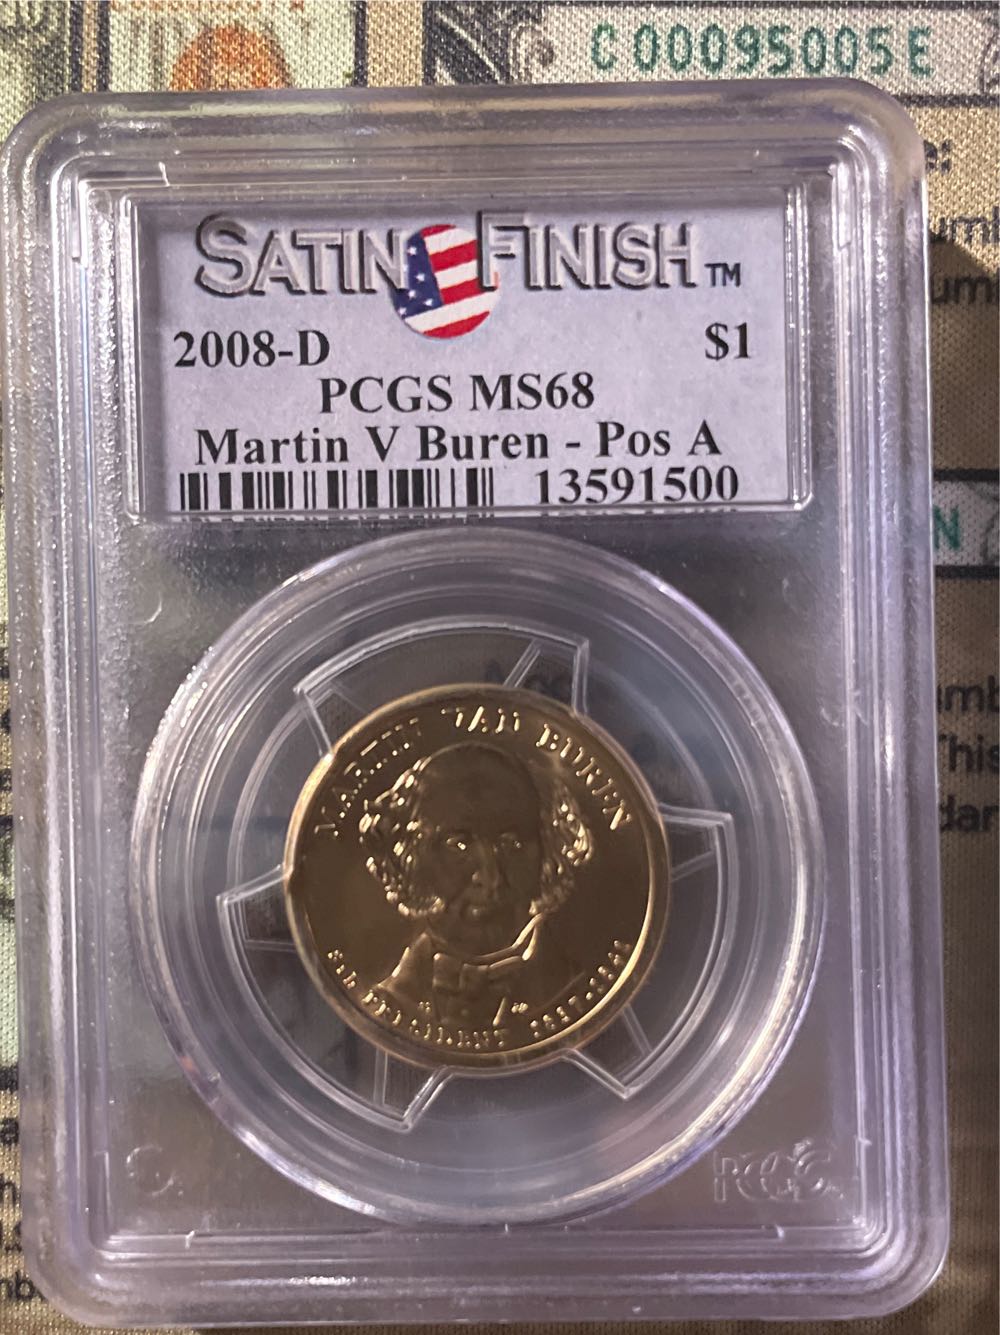 C00095005E
SATIN FINISH™
2008-D $1
PCGS MS68
Martin V Buren - Pos A
13591500
MARTIN VAN BUREN
8th PRESIDENT 1837-1841
PCGS
N